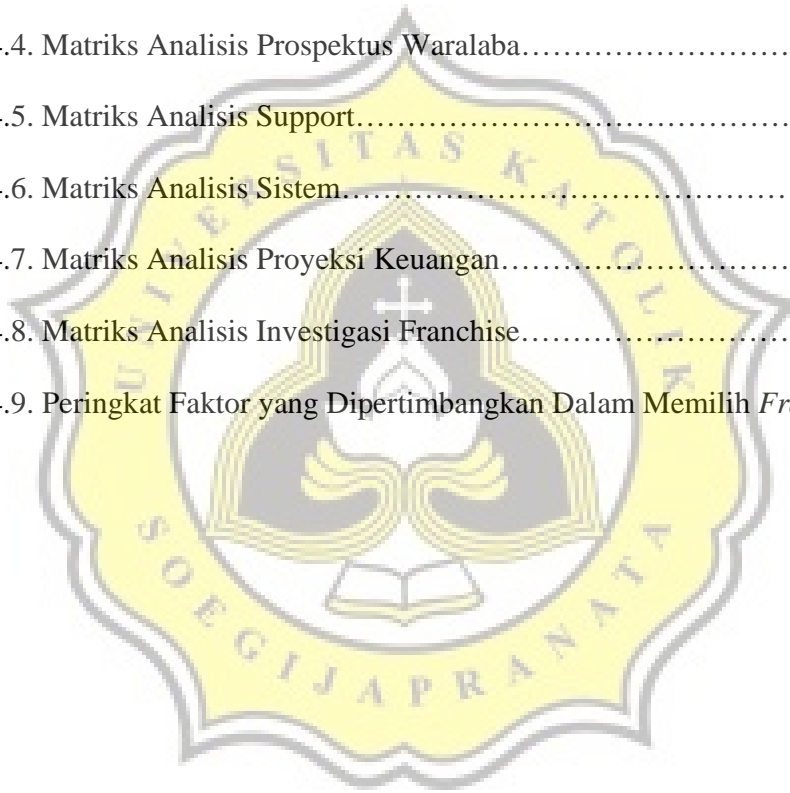 .4. Matriks Analisis Prospektus Waralaba…………………………
.5. Matriks Analisis Support………………………………………
.6. Matriks Analisis Sistem………………………………………
.7. Matriks Analisis Proyeksi Keuangan…………………………
.8. Matriks Analisis Investigasi Franchise………………………
.9. Peringkat Faktor yang Dipertimbangkan Dalam Memilih
UNIVERSITAS KATOLIK
SOEGIJAPRANATA